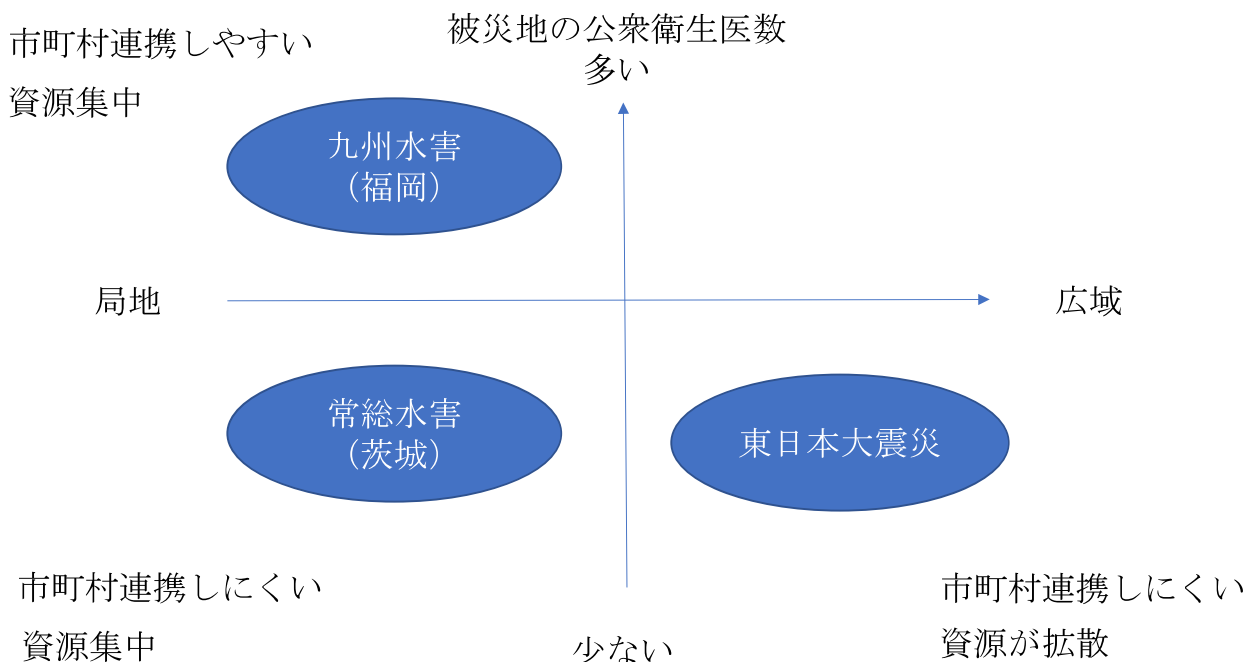 市町村連携しやすい
資源集中
被災地の公衆衛生医数
多い
九州水害
（福岡）
局地
広域
常総水害
（茨城）
東日本大震災
市町村連携しにくい
資源集中
少ない
市町村連携しにくい
資源が拡散